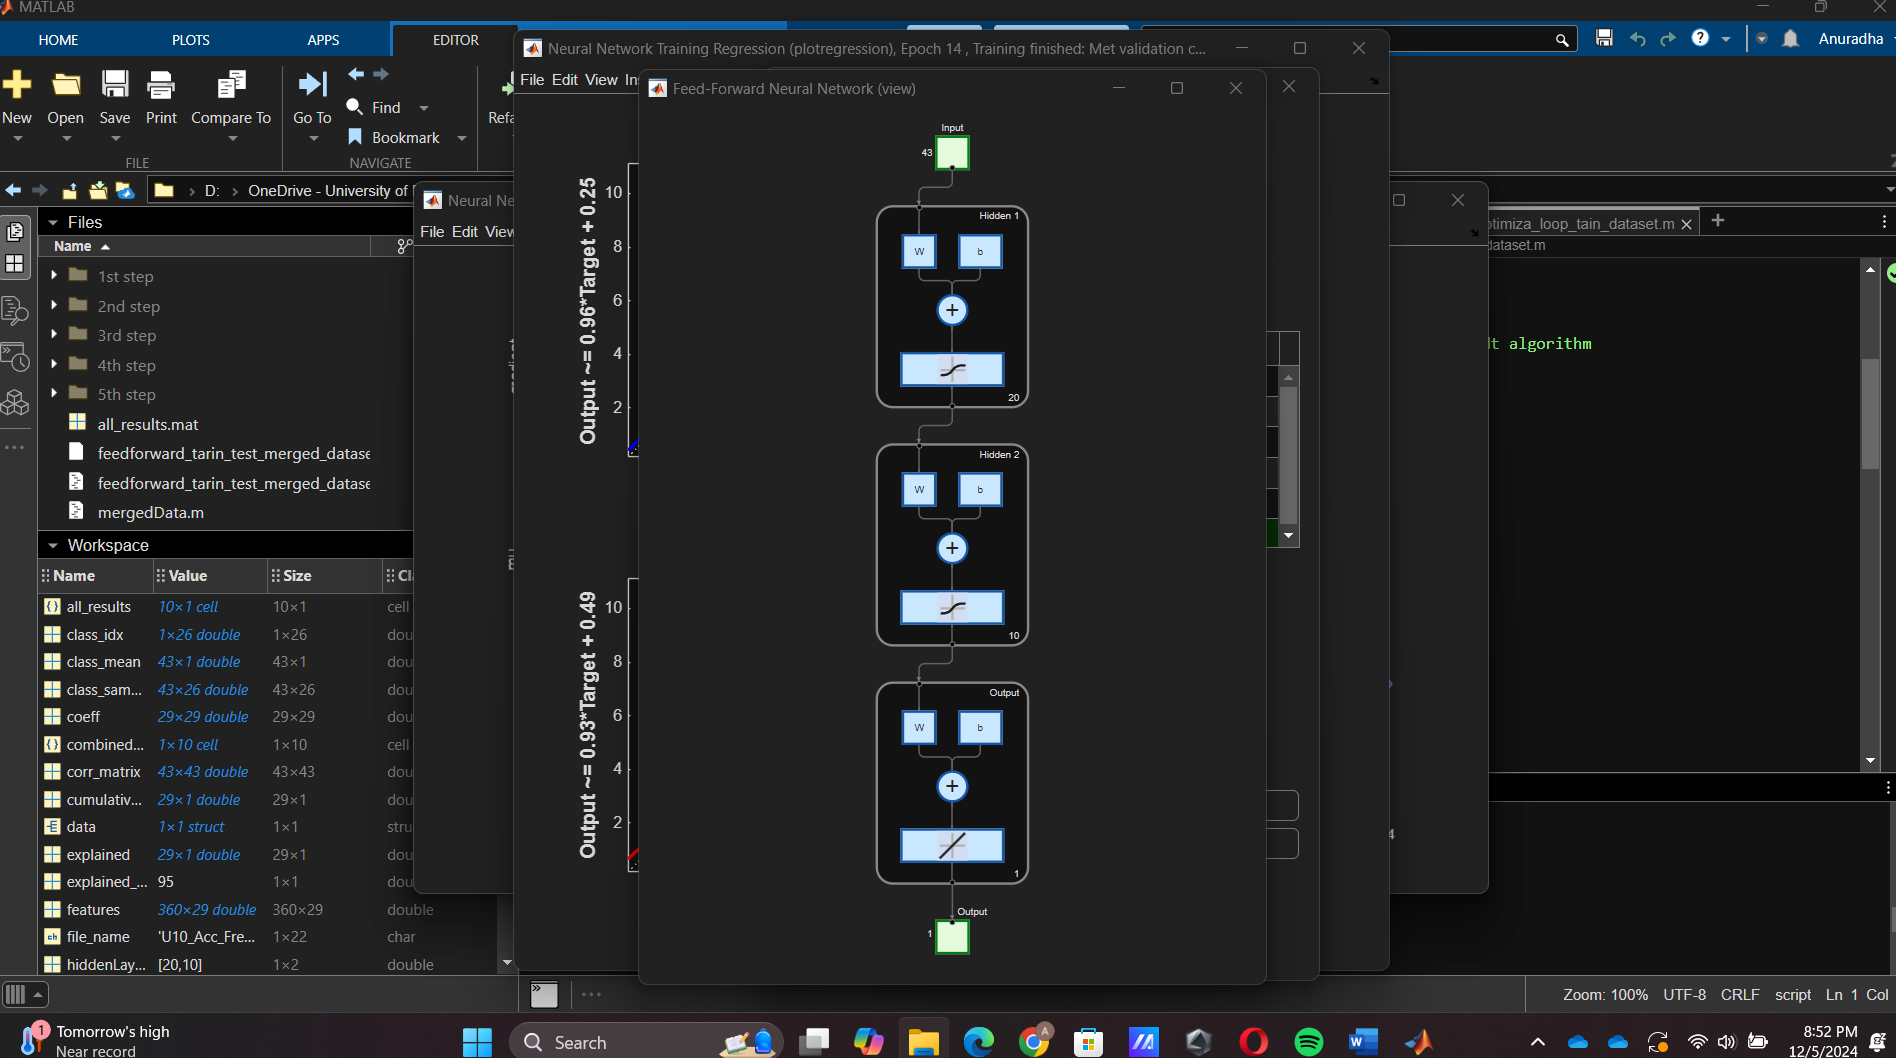 MATLAB
HOME
PLOTS
APPS
EDITOR
Anuradha
New
Open
Save
Print
Compare To
Go To
Find
Bookmark
FILE
NAVIGATE
D:
OneDrive - University of
Files
Name
1st step
2nd step
3rd step
4th step
5th step
all_results.mat
feedforward_tarin_test_merged_datase
feedforward_tarin_test_merged_datase
mergedData.m
Workspace
Name Value Size
all_results 10×1 cell 10×1 cell
class_idx 1×26 double 1×26 dou
class_mean 43×1 double 43×1 dou
class_sam... 43×26 double 43×26 dou
coeff 29×29 double 29×29 dou
combined... 1×10 cell 1×10 cell
corr_matrix 43×43 double 43×43 dou
cumulativ... 29×1 double 29×1 dou
data 1×1 struct 1×1 stru
explained 29×1 double 29×1 dou
explained_... 95 1×1 dou
features 360×29 double 360×29 double
file_name 'U10_Acc_Fre... 1×22 char
hiddenLay... [20,10] 1×2 double
Neural Ne
File Edit View
Neural Network Training Regression (plotregression), Epoch 14 , Training finished: Met validation c...
File Edit View In
Output ~= 0.96*Target + 0.25
10
8
6
4
2
Output ~= 0.93*Target + 0.49
10
8
6
4
2
Feed-Forward Neural Network (view)
Input
43
Hidden 1
W b
+
20
Hidden 2
W b
+
10
Output
W b
+
1
Output
1
ptimiza_loop_tain_dataset.m
dataset.m
algorithm
4
Zoom: 100% UTF-8 CRLF script Ln 1 Col
1
Tomorrow's high
Near record
Search
8:52 PM
12/5/2024